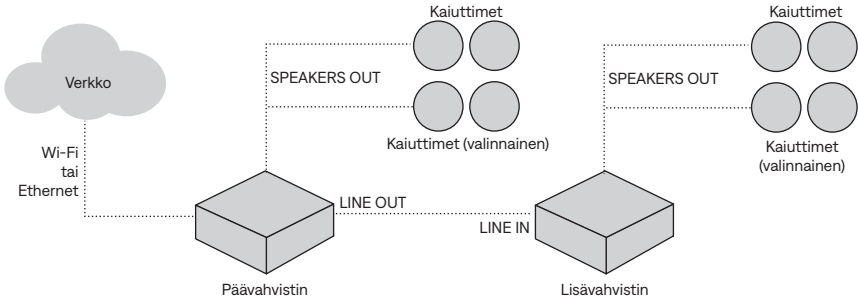 Kaiuttimet
Kaiuttimet
Verkko
SPEAKERS OUT
SPEAKERS OUT
Kaiuttimet (valinnainen)
Kaiuttimet
(valinnainen)
Wi-Fi
tai
Ethernet
LINE OUT
LINE IN
Päävahvistin
Lisävahvistin